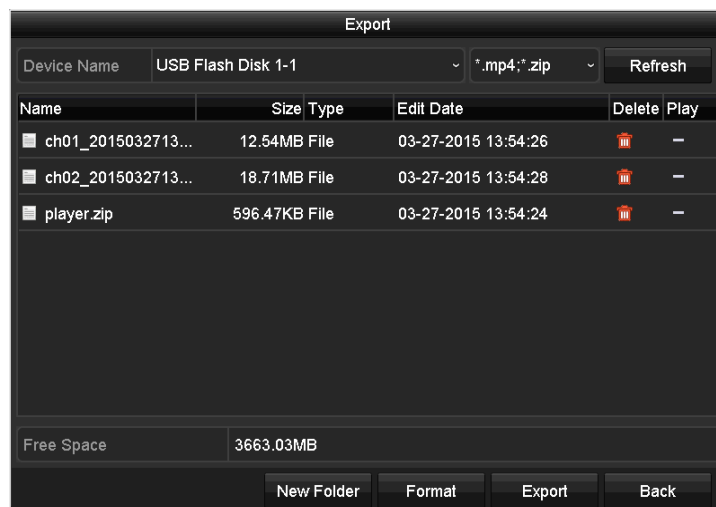 Export
Device Name USB Flash Disk 1-1 *.mp4;*.zip Refresh
Name Size Type Edit Date Delete Play
ch01_2015032713... 12.54MB File 03-27-2015 13:54:26
ch02_2015032713... 18.71MB File 03-27-2015 13:54:28
player.zip 596.47KB File 03-27-2015 13:54:24
Free Space 3663.03MB
New Folder Format Export Back